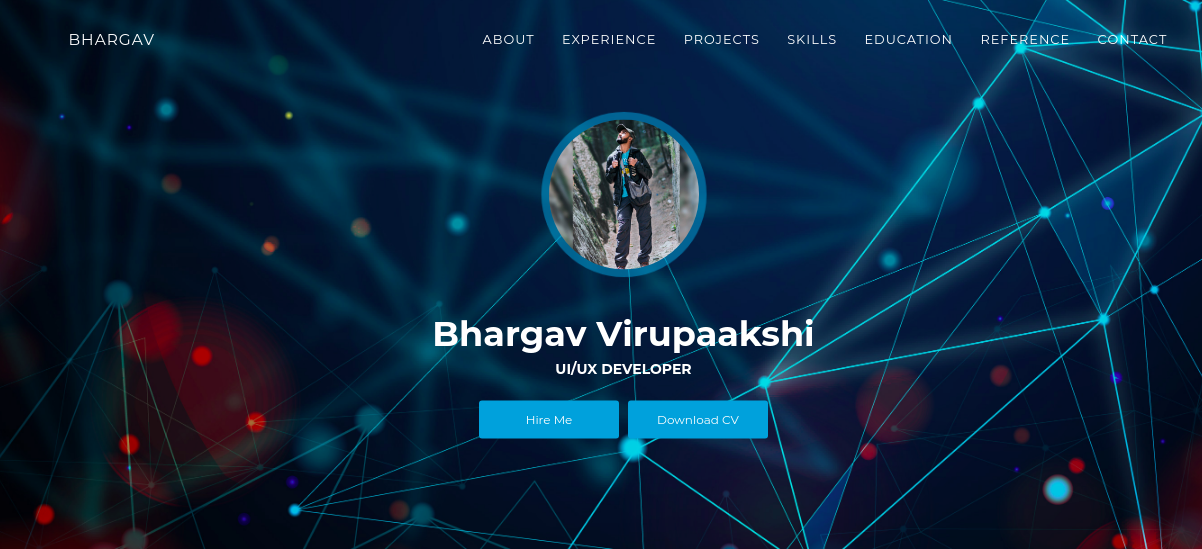 BHARGAV
ABOUT EXPERIENCE PROJECTS SKILLS EDUCATION REFERENCE CONTACT
Bhargav Virupaakshi
UI/UX DEVELOPER
Hire Me Download CV